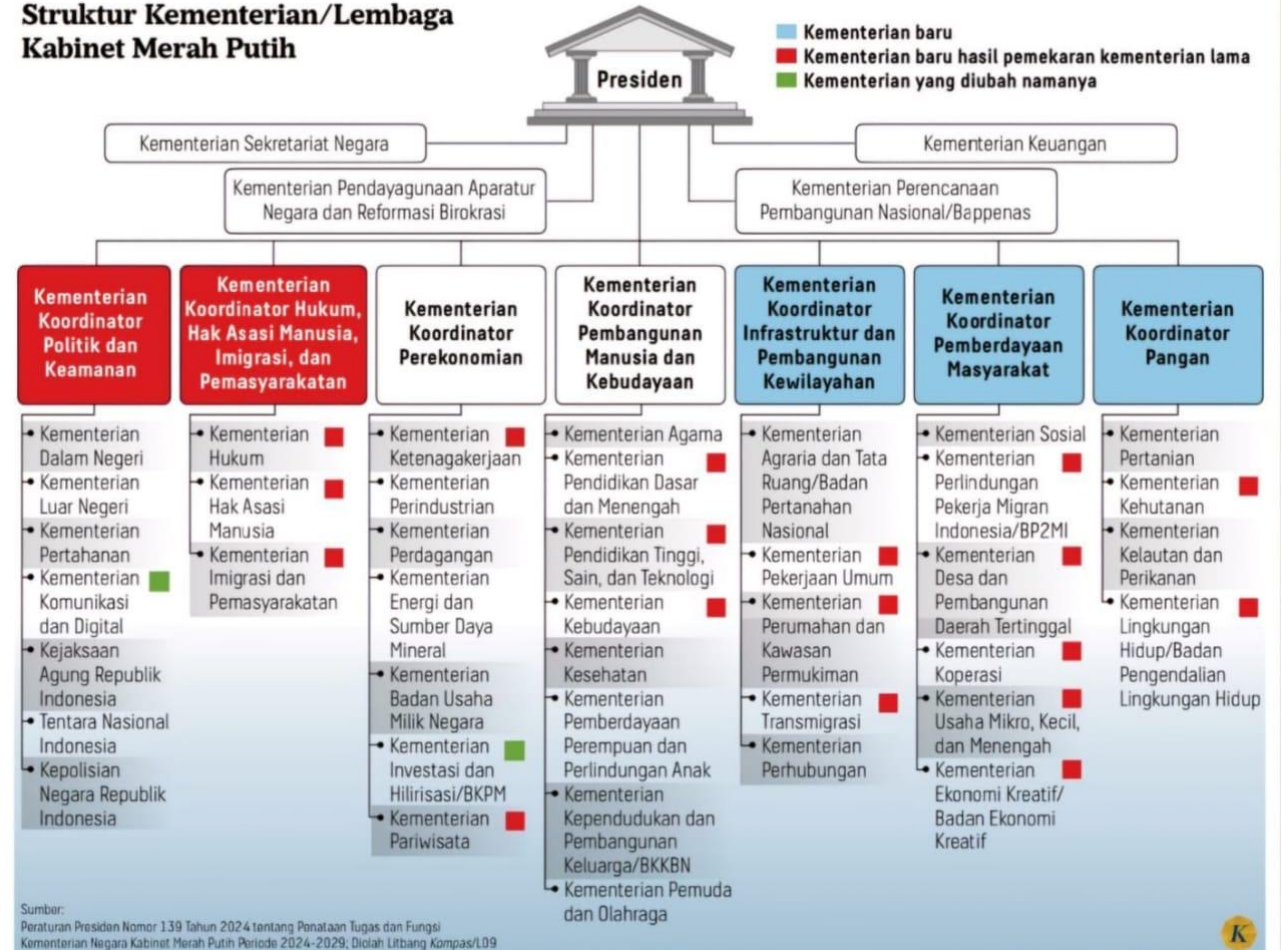 Struktur Kementerian/Lembaga
Kabinet Merah Putih
Presiden
Kementerian baru
Kementerian baru hasil pemekaran kementerian lama
Kementerian yang diubah namanya
Kementerian Sekretariat Negara
Kementerian Keuangan
Kementerian Pendayagunaan Aparatur
Negara dan Reformasi Birokrasi
Kementerian Perencanaan
Pembangunan Nasional/Bappenas
Kementerian
Koordinator
Politik dan
Keamanan
Kementerian
Dalam Negeri
Kementerian
Luar Negeri
Kementerian
Pertahanan
Kementerian
Komunikasi
dan Digital
Kejaksaan
Agung Republik
Indonesia
Tentara Nasional
Indonesia
Kepolisian
Negara Republik
Indonesia
Kementerian
Koordinator Hukum,
Hak Asasi Manusia,
Imigrasi, dan
Pemasyarakatan
Kementerian
Hukum
Kementerian
Hak Asasi
Manusia
Kementerian
Imigrasi dan
Pemasyarakatan
Kementerian
Koordinator
Perekonomian
Kementerian
Ketenagakerjaan
Kementerian
Perindustrian
Kementerian
Perdagangan
Kementerian
Energi dan
Sumber Daya
Mineral
Kementerian
Badan Usaha
Milik Negara
Kementerian
Investasi dan
Hilirisasi/BKPM
Kementerian
Pariwisata
Kementerian
Koordinator
Pembangunan
Manusia dan
Kebudayaan
Kementerian Agama
Kementerian
Pendidikan Dasar
dan Menengah
Kementerian
Pendidikan Tinggi,
Sain, dan Teknologi
Kementerian
Kebudayaan
Kementerian
Kesehatan
Kementerian
Pemberdayaan
Perempuan dan
Perlindungan Anak
Kementerian
Kependudukan dan
Pembangunan
Keluarga/BKKBN
Kementerian Pemuda
dan Olahraga
Kementerian
Koordinator
Infrastruktur dan
Pembangunan
Kewilayahan
Kementerian
Agraria dan Tata
Ruang/Badan
Pertanahan
Nasional
Kementerian
Pekerjaan Umum
Kementerian
Perumahan dan
Kawasan
Permukiman
Kementerian
Transmigrasi
Kementerian
Perhubungan
Kementerian
Koordinator
Pemberdayaan
Masyarakat
Kementerian Sosial
Kementerian
Perlindungan
Pekerja Migran
Indonesia/BP2MI
Kementerian
Desa dan
Pembangunan
Daerah Tertinggal
Kementerian
Koperasi
Kementerian
Usaha Mikro, Kecil,
dan Menengah
Kementerian
Ekonomi Kreatif/
Badan Ekonomi
Kreatif
Kementerian
Koordinator
Pangan
Kementerian
Pertanian
Kementerian
Kehutanan
Kementerian
Kelautan dan
Perikanan
Kementerian
Lingkungan
Hidup/Badan
Pengendalian
Lingkungan Hidup
Sumber:
Peraturan Presiden Nomor 139 Tahun 2024 tentang Penataan Tugas dan Fungsi
Kementerian Negara Kabinet Merah Putih Periode 2024-2029; Diolah Litbang Kompas/LO9
K